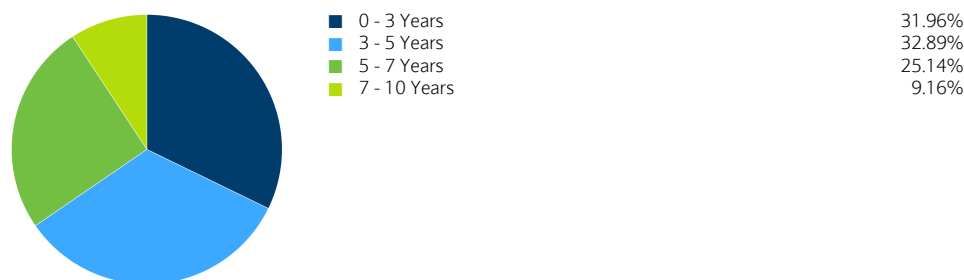 0 - 3 Years 31.96%
3 - 5 Years 32.89%
5 - 7 Years 25.14%
7 - 10 Years 9.16%